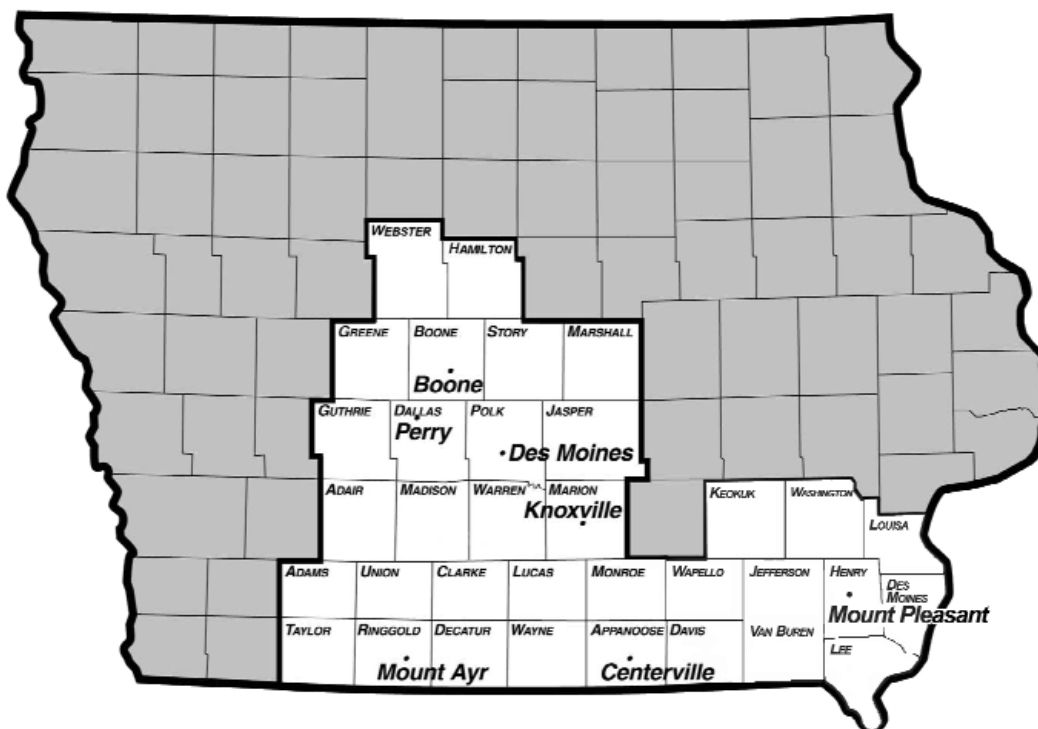 WEBSTER
HAMILTON
GREENE BOONE STORY MARSHALL
Boone
GUTHRIE DALLAS POLK JASPER
Perry
Des Moines
ADAIR MADISON WARREN MARION
Knoxville
KEOKUK WASHINGTON
LOUISA
ADAMS UNION CLARKE LUCAS MONROE WAPELLO JEFFERSON HENRY
DES
MOINES
Mount Pleasant
TAYLOR RINGGOLD DECATUR WAYNE APPANOOSE DAVIS VAN BUREN
LEE
Mount Ayr
Centerville